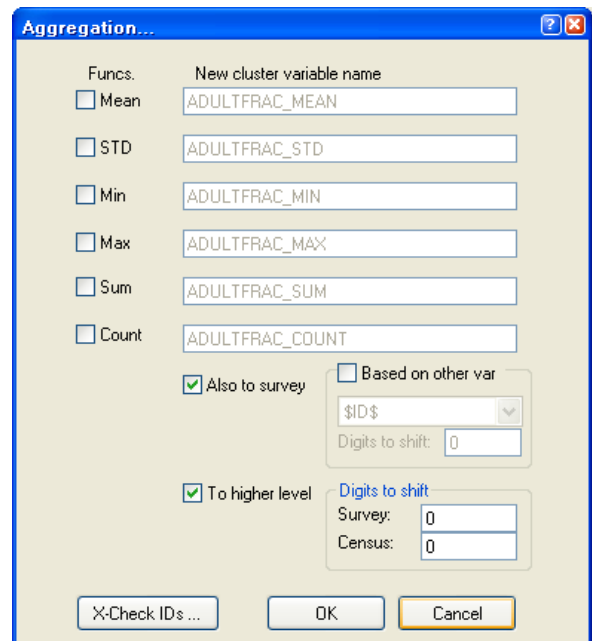 Aggregation...
Funcs. New cluster variable name
Mean ADULTFRAC_MEAN
STD ADULTFRAC_STD
Min ADULTFRAC_MIN
Max ADULTFRAC_MAX
Sum ADULTFRAC_SUM
Count ADULTFRAC_COUNT
Also to survey
Based on other var
$ID$
Digits to shift: 0
To higher level
Digits to shift
Survey: 0
Census: 0
X-Check IDs ... OK Cancel